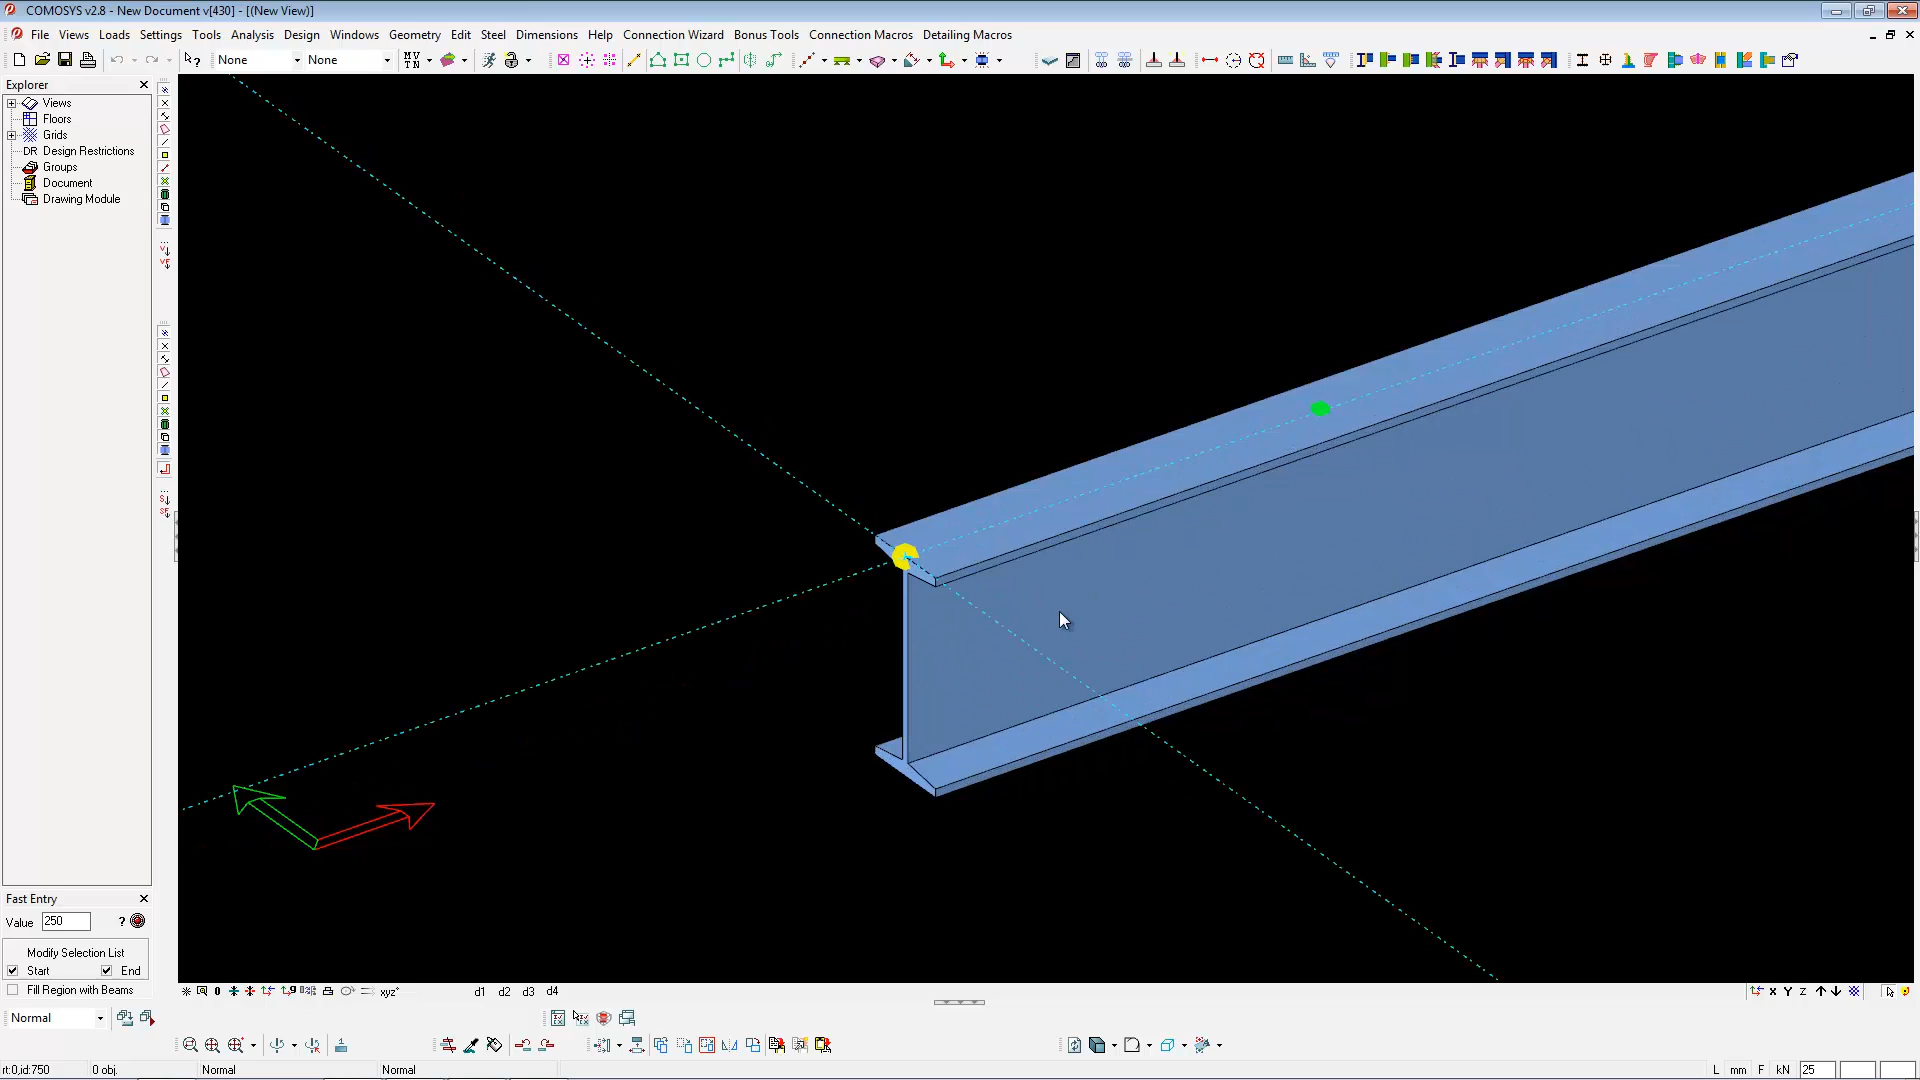 COMOSYS v2.8 - New Document v[430] - [(New View)]
File Views Loads Settings Tools Analysis Design Windows Geometry Edit Steel Dimensions Help Connection Wizard Bonus Tools Connection Macros Detailing Macros
None None MV TN
Explorer
Views
Floors
Grids
DR Design Restrictions
Groups
Document
Drawing Module
Fast Entry
Value 250 ?
Modify Selection List
Start End
Fill Region with Beams
0 xyz° d1 d2 d3 d4 X Y Z
Normal
rt:0,id:750 0 obj. Normal Normal L mm F kN 25